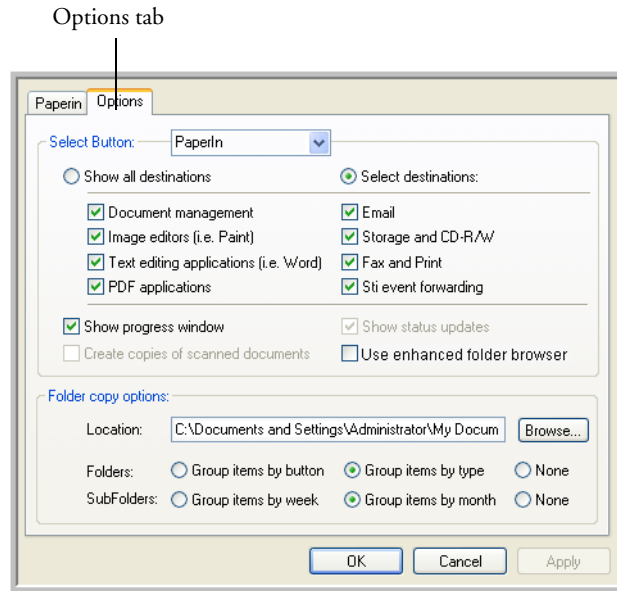 Options tab
Paperin Options
Select Button: PaperIn
Show all destinations Select destinations:
Document management Email
Image editors (i.e. Paint) Storage and CD-R/W
Text editing applications (i.e. Word) Fax and Print
PDF applications Sti event forwarding
Show progress window Show status updates
Create copies of scanned documents Use enhanced folder browser
Folder copy options:
Location: C:\Documents and Settings\Administrator\My Docum Browse...
Folders: Group items by button Group items by type None
SubFolders: Group items by week Group items by month None
OK Cancel Apply